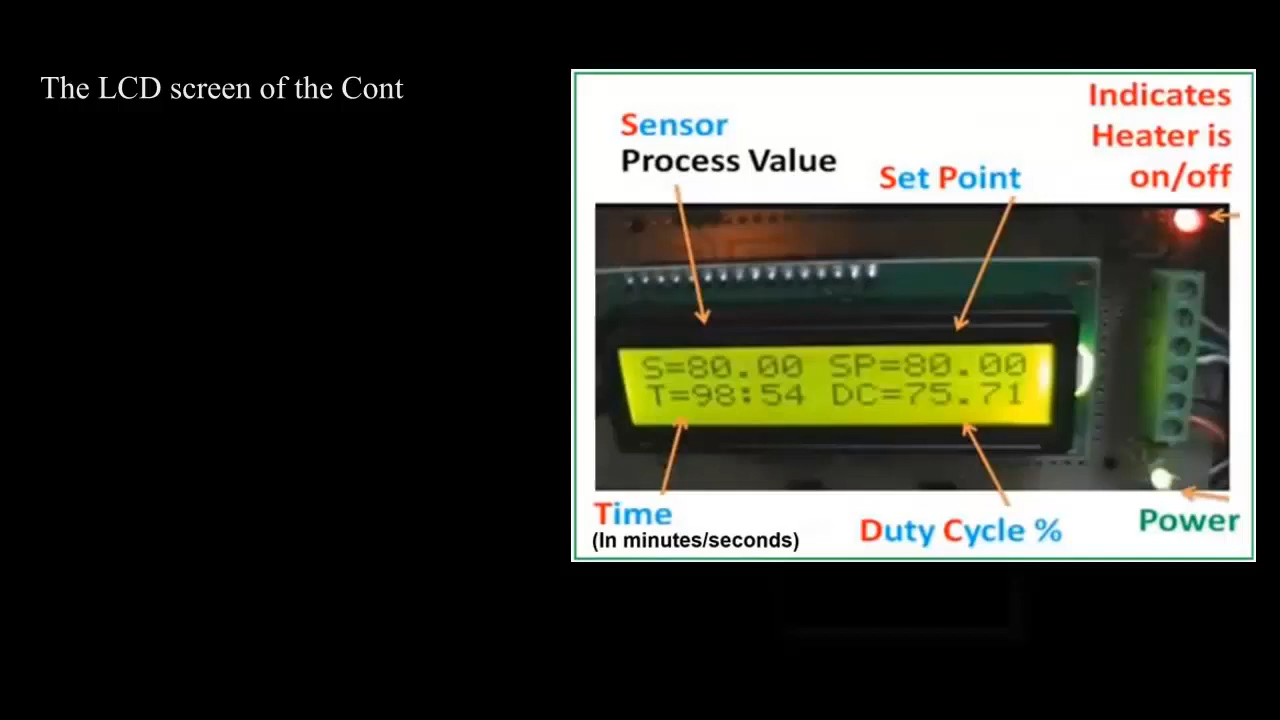 The LCD screen of the Cont
Indicates
Heater is
on/off
Sensor
Process Value
Set Point
S=80.00 SP=80.00
T=98:54 DC=75.71
Time
(In minutes/seconds)
Duty Cycle %
Power